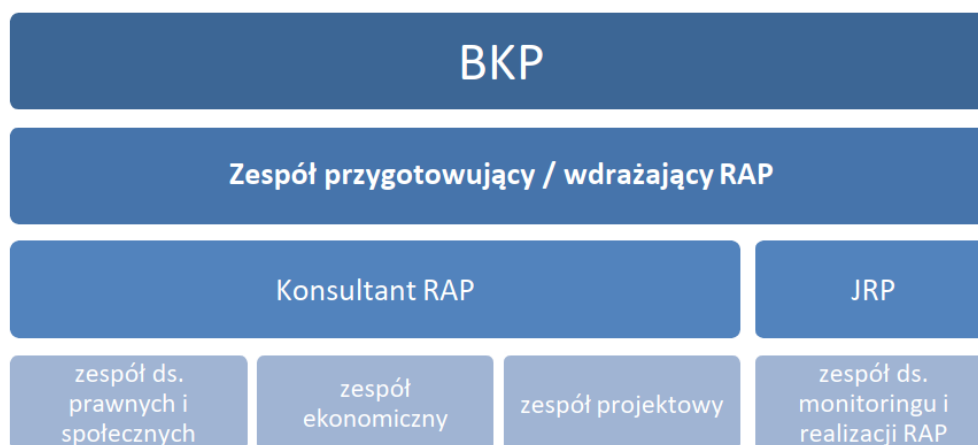 BKP
Zespół przygotowujący / wdrażający RAP
Konsultant RAP
JRP
zespół ds.
prawnych i
społecznych
zespół
ekonomiczny
zespół projektowy
zespół ds.
monitoringu i
realizacji RAP